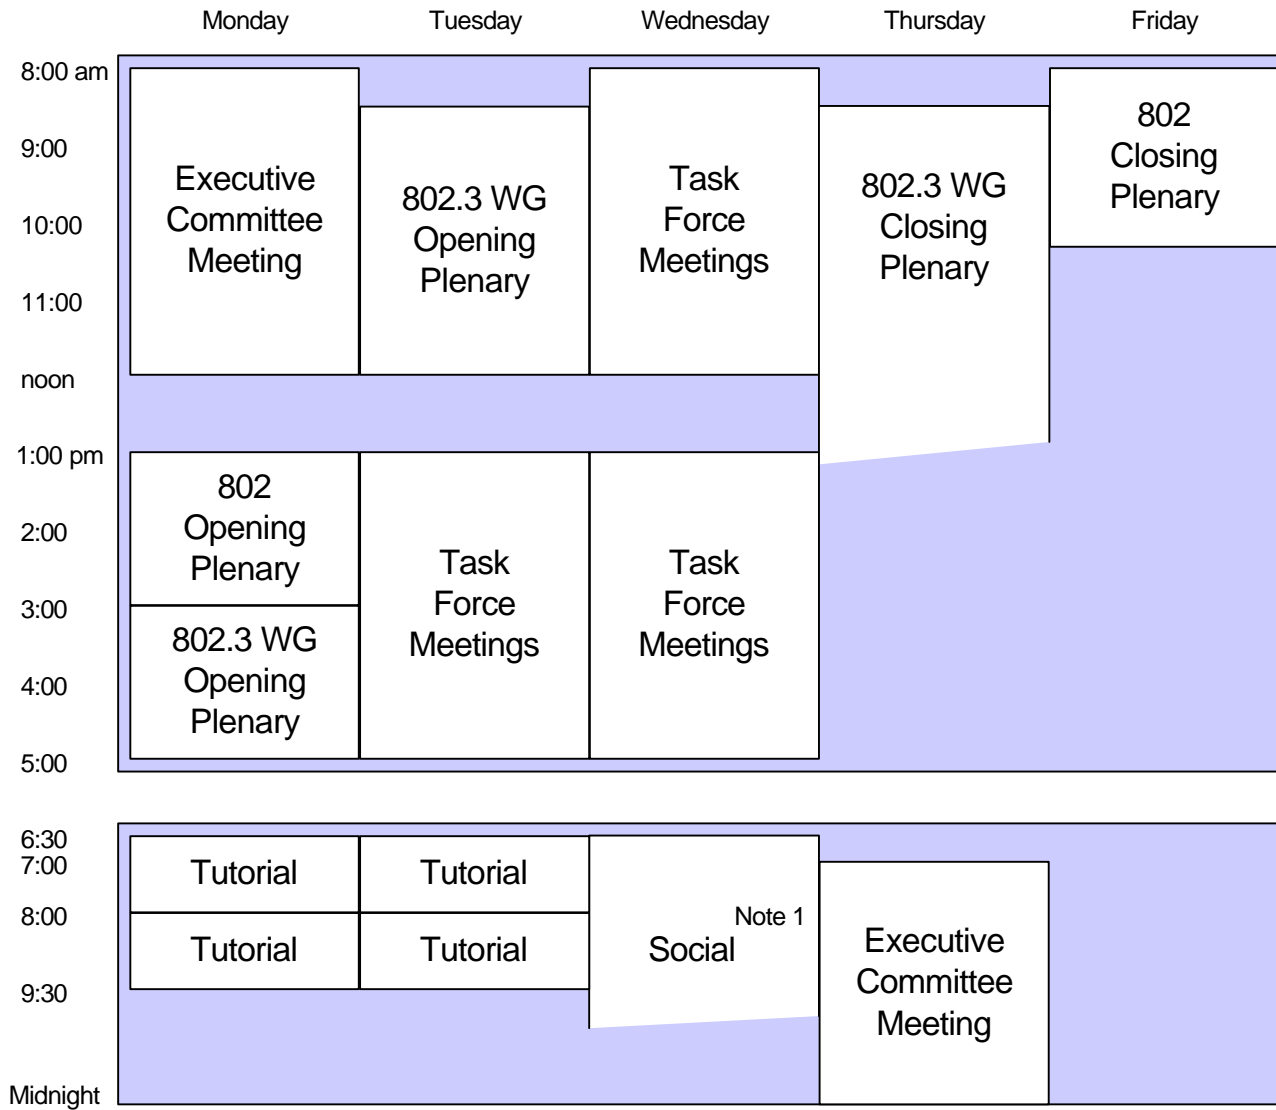 Monday
Tuesday
Wednesday
Thursday
Friday
8:00 am
9:00
10:00
11:00
noon
1:00 pm
2:00
3:00
4:00
5:00
6:30
7:00
8:00
9:30
Midnight
Executive
Committee
Meeting
802
Opening
Plenary
802.3 WG
Opening
Plenary
Tutorial
Tutorial
802.3 WG
Opening
Plenary
Task
Force
Meetings
Tutorial
Tutorial
Task
Force
Meetings
Task
Force
Meetings
Note 1
Social
802.3 WG
Closing
Plenary
Executive
Committee
Meeting
802
Closing
Plenary